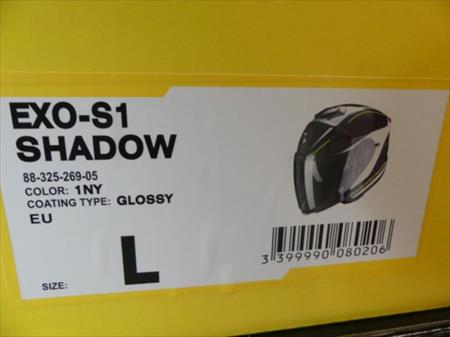 EXO-S1
SHADOW
88-325-269-05
COLOR: 1NY
COATING TYPE: GLOSSY
EU
SIZE: L
3 399990 080206